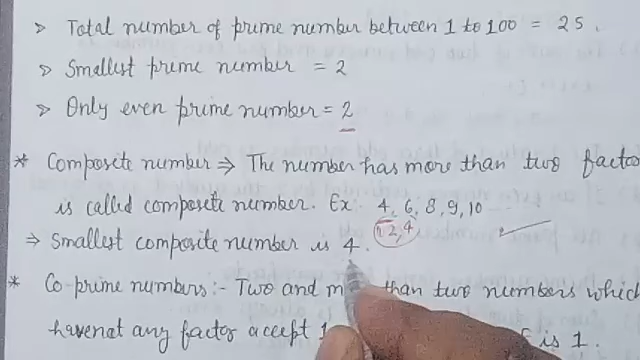 > Total number of prime number between 1 to 100 = 25.
> Smallest prime number = 2
> Only even prime number = 2
* Composite number ⇒ The number has more than two factor
is called composite number. Ex:- 4, 6, 8, 9, 10
1,2,4
⇒ Smallest composite number is 4.
* Co-prime numbers:- Two and than two numbers which
have not any factor accept 1 is 1.